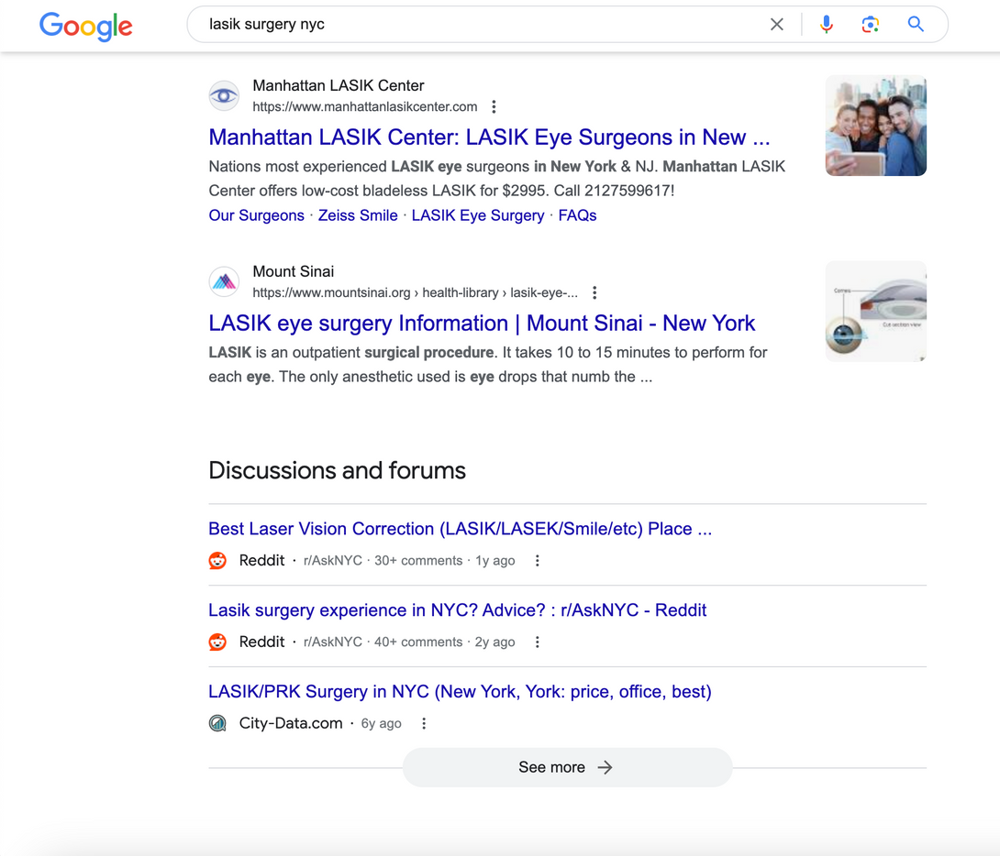 Google
lasik surgery nyc
Manhattan LASIK Center
https://www.manhattanlasikcenter.com
Manhattan LASIK Center: LASIK Eye Surgeons in New ...
Nations most experienced LASIK eye surgeons in New York & NJ. Manhattan LASIK
Center offers low-cost bladeless LASIK for $2995. Call 2127599617!
Our Surgeons · Zeiss Smile · LASIK Eye Surgery · FAQs
Mount Sinai
https://www.mountsinai.org › health-library › lasik-eye-...
LASIK eye surgery Information | Mount Sinai - New York
LASIK is an outpatient surgical procedure. It takes 10 to 15 minutes to perform for
each eye. The only anesthetic used is eye drops that numb the ...
Cornea
Cut section view
Discussions and forums
Best Laser Vision Correction (LASIK/LASEK/Smile/etc) Place ...
Reddit · r/AskNYC · 30+ comments · 1y ago
Lasik surgery experience in NYC? Advice? : r/AskNYC - Reddit
Reddit · r/AskNYC · 40+ comments · 2y ago
LASIK/PRK Surgery in NYC (New York, York: price, office, best)
City-Data.com · 6y ago
See more